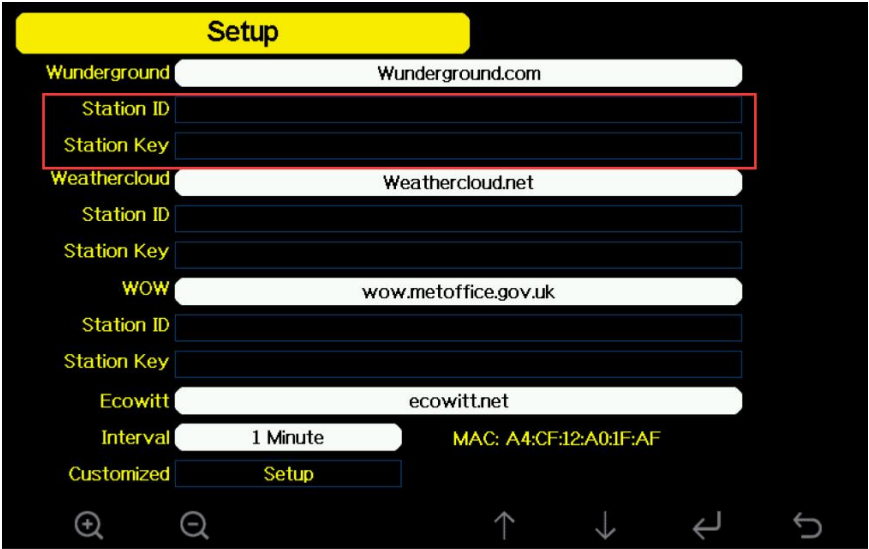 Setup
Wunderground Wunderground.com
Station ID
Station Key
Weathercloud Weathercloud.net
Station ID
Station Key
WOW wow.metoffice.gov.uk
Station ID
Station Key
Ecowitt ecowitt.net
Interval 1 Minute MAC: A4:CF:12:A0:1F:AF
Customized Setup